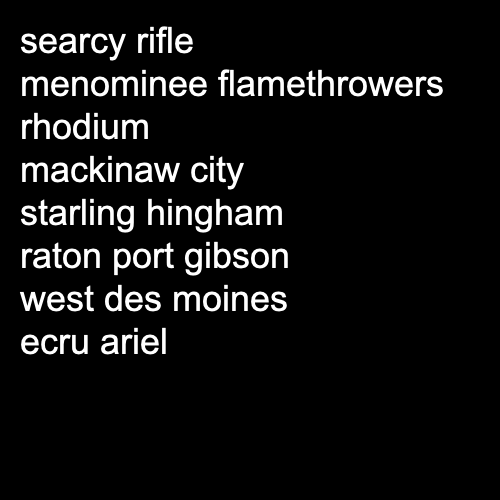 searcy rifle
menominee flamethrowers
rhodium
mackinaw city
starling hingham
raton port gibson
west des moines
ecru ariel